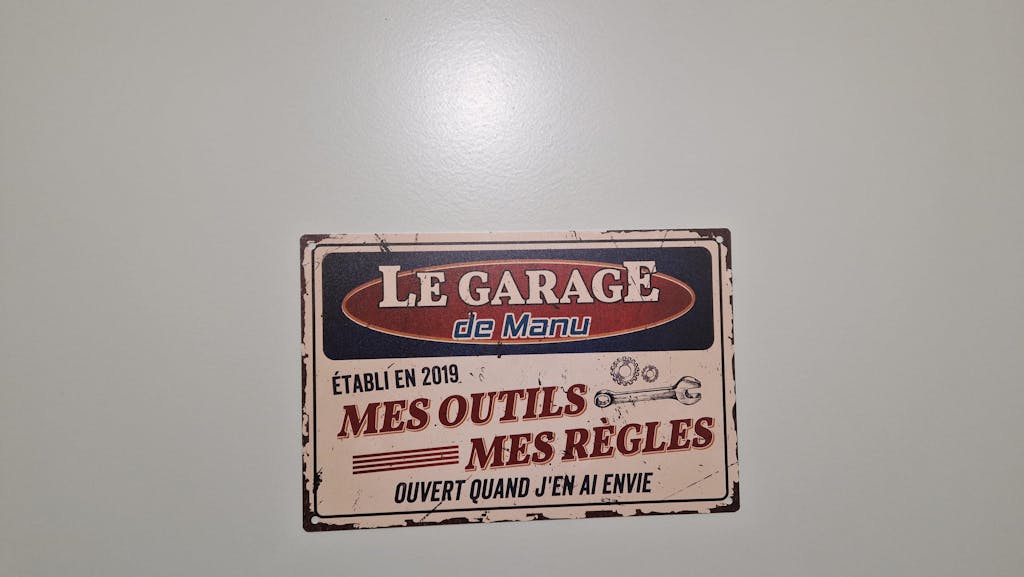 LE GARAGE
de Manu
ÉTABLI EN 2019
MES OUTILS
MES RÈGLES
OUVERT QUAND J'EN AI ENVIE